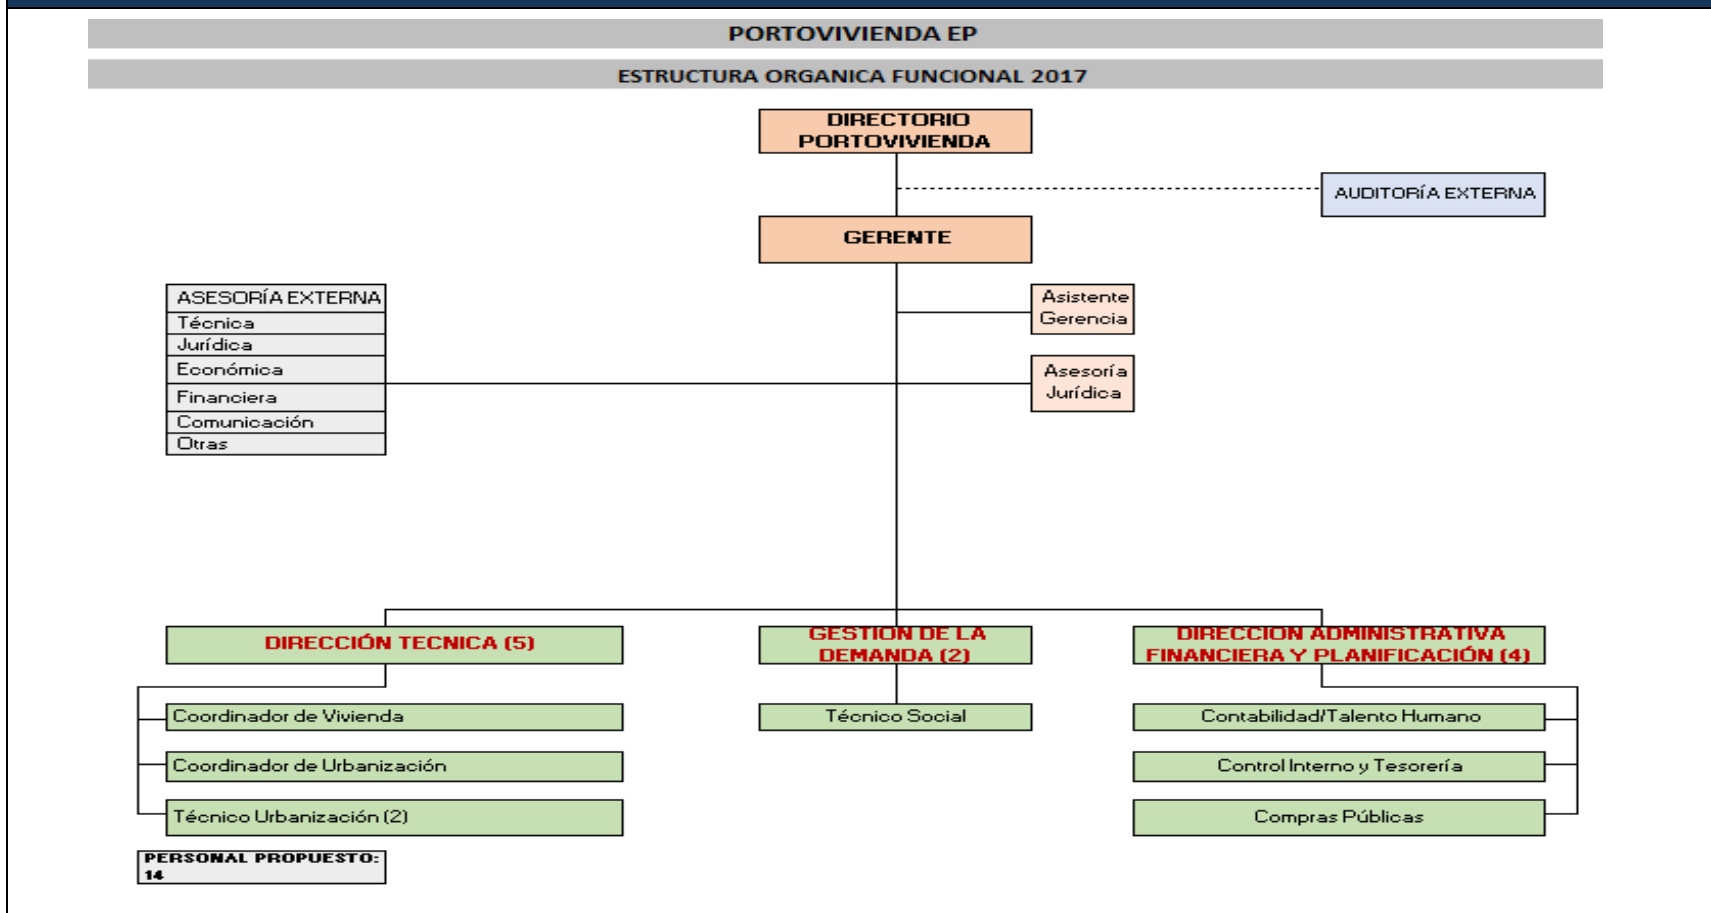 PORTOVIVIENDA EP
ESTRUCTURA ORGANICA FUNCIONAL 2017
DIRECTORIO
PORTOVIVIENDA
AUDITORÍA EXTERNA
GERENTE
ASESORÍA EXTERNA
Técnica
Jurídica
Económica
Financiera
Comunicación
Otras
Asistente
Gerencia
Asesoría
Jurídica
DIRECCIÓN TECNICA (5)
Coordinador de Vivienda
Coordinador de Urbanización
Técnico Urbanización (2)
GESTION DE LA
DEMANDA (2)
Técnico Social
DIRECCION ADMINISTRATIVA
FINANCIERA Y PLANIFICACIÓN (4)
Contabilidad/Talento Humano
Control Interno y Tesorería
Compras Públicas
PERSONAL PROPUESTO:
14